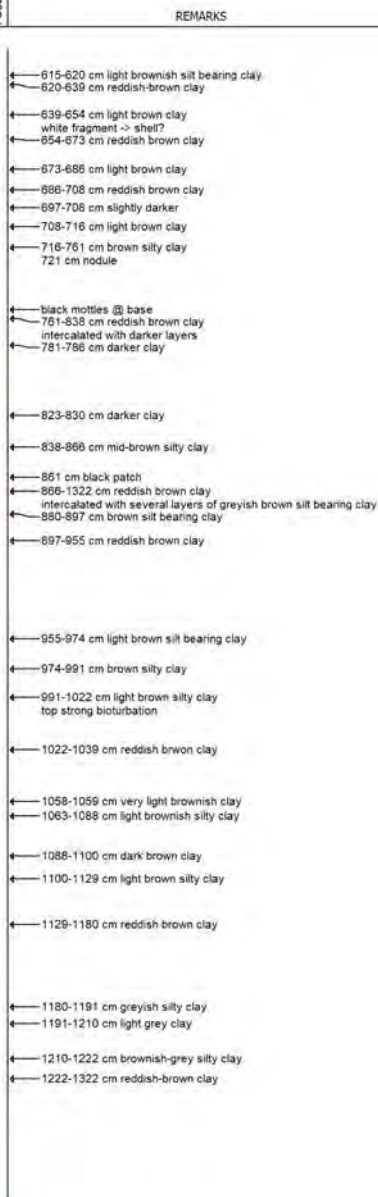 REMARKS
615-620 cm light brownish silt bearing clay
620-639 cm reddish-brown clay
639-654 cm light brown clay
white fragment -> shell?
654-673 cm reddish brown clay
673-686 cm light brown clay
686-708 cm reddish brown clay
697-708 cm slightly darker
708-716 cm light brown clay
716-761 cm brown silty clay
721 cm nodule
black mottles @ base
761-838 cm reddish brown clay
intercalated with darker layers
781-786 cm darker clay
823-830 cm darker clay
838-866 cm mid-brown silty clay
861 cm black patch
866-1322 cm reddish brown clay
intercalated with several layers of greyish brown silt bearing clay
880-897 cm brown silt bearing clay
897-955 cm reddish brown clay
955-974 cm light brown silt bearing clay
974-991 cm brown silty clay
991-1022 cm light brown silty clay
top strong bioturbation
1022-1039 cm reddish brwon clay
1058-1059 cm very light brownish clay
1063-1088 cm light brownish silty clay
1088-1100 cm dark brown clay
1100-1129 cm light brown silty clay
1129-1180 cm reddish brown clay
1180-1191 cm greyish silty clay
1191-1210 cm light grey clay
1210-1222 cm brownish-grey silty clay
1222-1322 cm reddish-brown clay